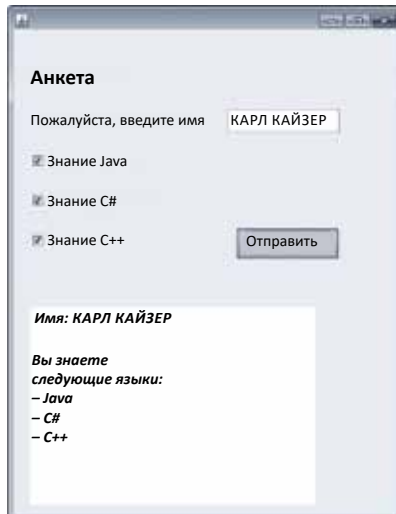 Анкета
Пожалуйста, введите имя КАРЛ КАЙЗЕР
Знание Java
Знание C#
Знание C++ Отправить
Имя: КАРЛ КАЙЗЕР
Вы знаете
следующие языки:
– Java
– C#
– C++